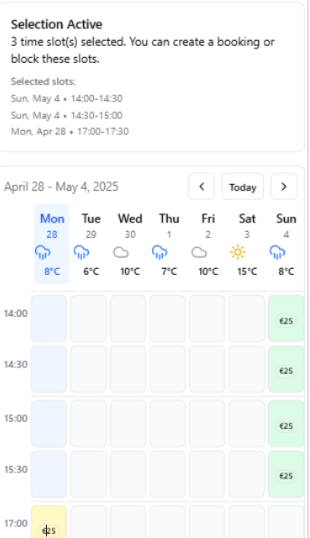 Selection Active
3 time slot(s) selected. You can create a booking or
block these slots.
Selected slots:
Sun, May 4 • 14:00-14:30
Sun, May 4 • 14:30-15:00
Mon, Apr 28 • 17:00-17:30
April 28 - May 4, 2025
Today
Mon Tue Wed Thu Fri Sat Sun
28 29 30 1 2 3 4
8°C 6°C 10°C 7°C 10°C 15°C 8°C
14:00 €25
14:30 €25
15:00 €25
15:30 €25
17:00 €25